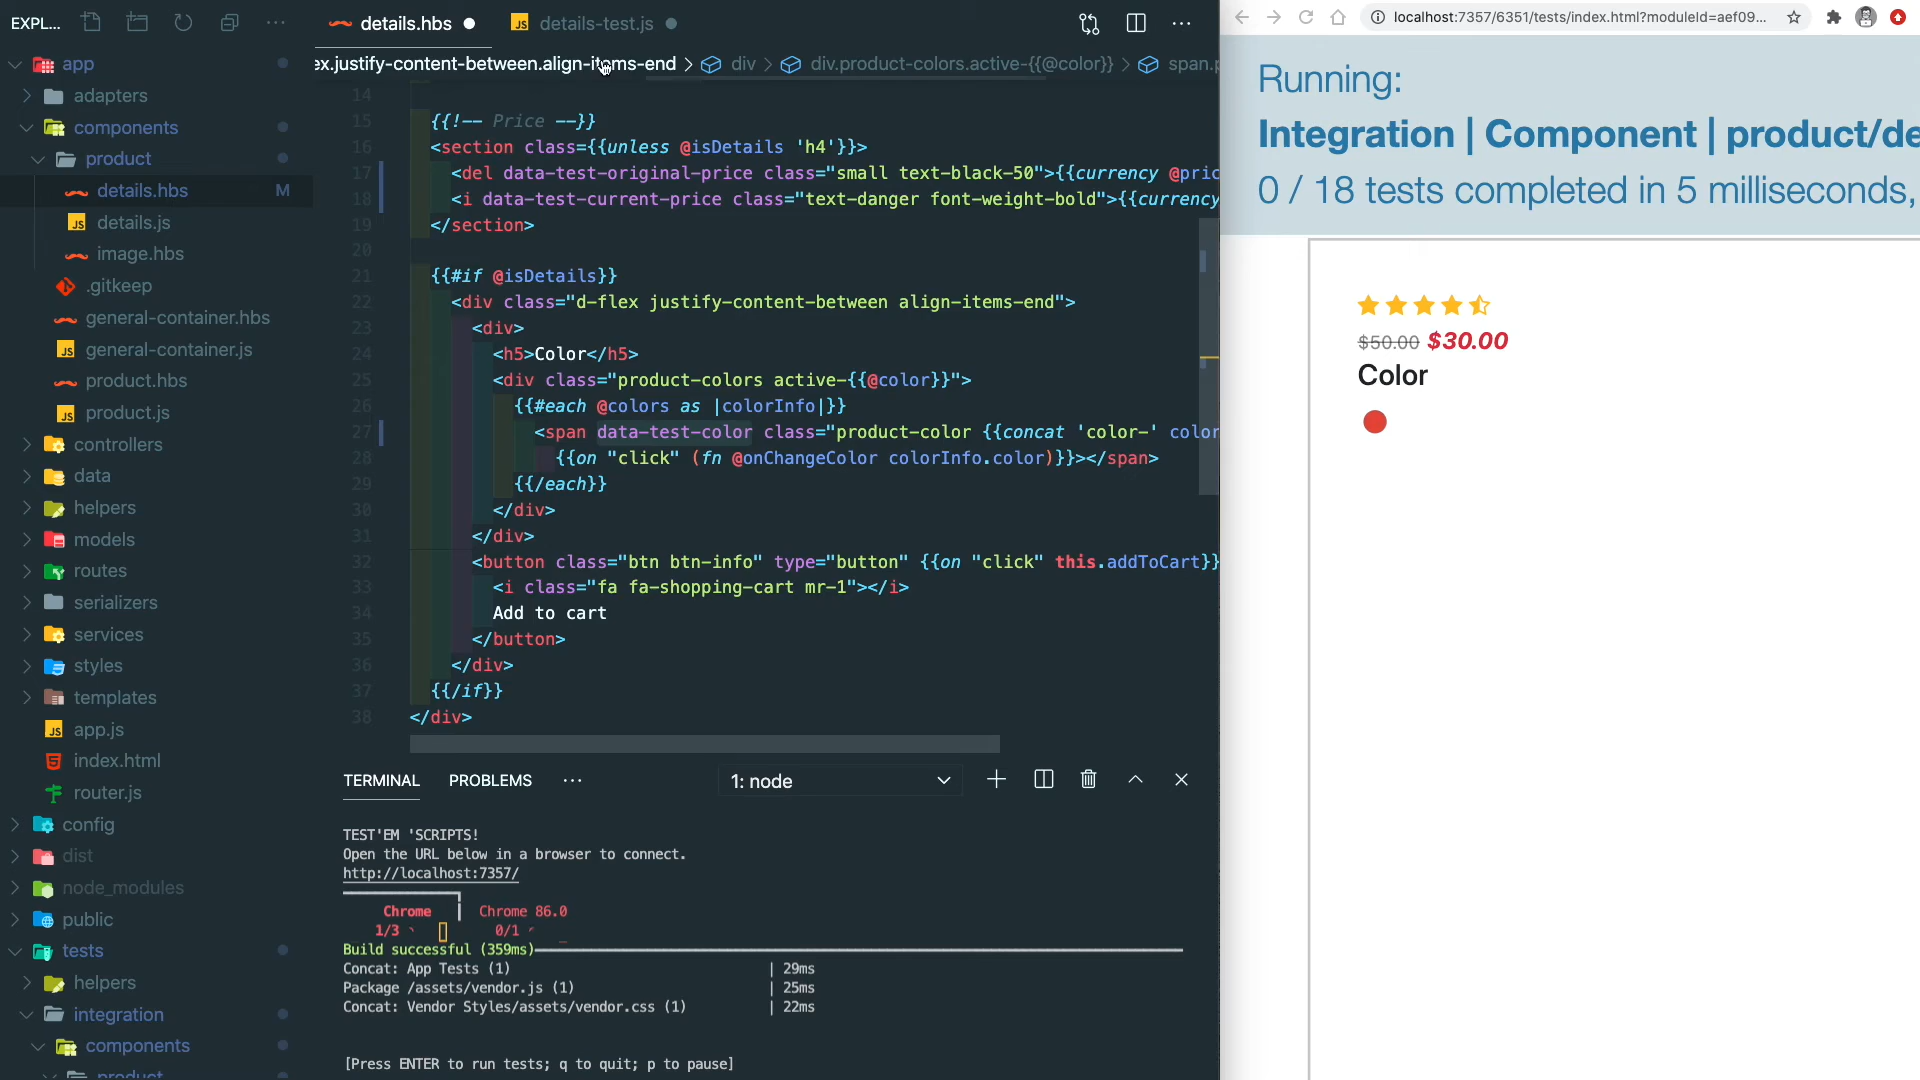 EXPL...
app
adapters
components
product
details.hbs M
details.js
image.hbs
.gitkeep
general-container.hbs
general-container.js
product.hbs
product.js
controllers
data
helpers
models
routes
serializers
services
styles
templates
app.js
index.html
router.js
config
dist
node_modules
public
tests
helpers
integration
components
product
details.hbs
JS details-test.js
ex.justify-content-between.align-items-end > div > div.product-colors.active-{{@color}} > span.p
14
15 {{!-- Price --}}
16 <section class={{unless @isDetails 'h4'}}>
17 <del data-test-original-price class="small text-black-50">{{currency @pric
18 <i data-test-current-price class="text-danger font-weight-bold">{{currency
19 </section>
20
21 {{#if @isDetails}}
22 <div class="d-flex justify-content-between align-items-end">
23 <div>
24 <h5>Color</h5>
25 <div class="product-colors active-{{@color}}">
26 {{#each @colors as |colorInfo|}}
27 <span data-test-color class="product-color {{concat 'color-' color
28 {{on "click" (fn @onChangeColor colorInfo.color)}}></span>
29 {{/each}}
30 </div>
31 </div>
32 <button class="btn btn-info" type="button" {{on "click" this.addToCart}}
33 <i class="fa fa-shopping-cart mr-1"></i>
34 Add to cart
35 </button>
36 </div>
37 {{/if}}
38 </div>
TERMINAL PROBLEMS ... 1: node
TEST'EM 'SCRIPTS!
Open the URL below in a browser to connect.
http://localhost:7357/
Chrome Chrome 86.0
1/3 0/1
Build successful (359ms)
Concat: App Tests (1) | 29ms
Package /assets/vendor.js (1) | 25ms
Concat: Vendor Styles/assets/vendor.css (1) | 22ms
[Press ENTER to run tests; q to quit; p to pause]
localhost:7357/6351/tests/index.html?moduleId=aef09...
Running:
Integration | Component | product/de
0 / 18 tests completed in 5 milliseconds,
$50.00 $30.00
Color